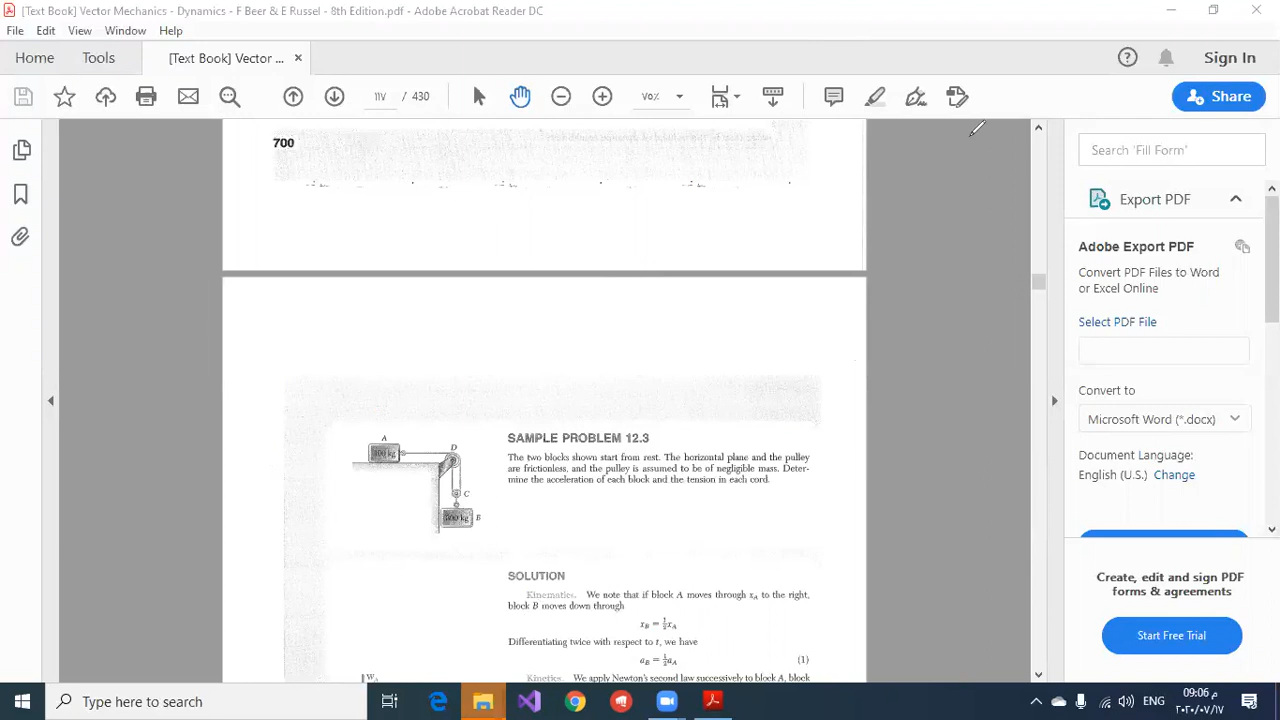 [Text Book] Vector Mechanics - Dynamics - F Beer & E Russel - 8th Edition.pdf - Adobe Acrobat Reader DC
File Edit View Window Help
Home Tools [Text Book] Vector ... Sign In
١١٧ / 430 ٧٥% Share
700
SAMPLE PROBLEM 12.3
The two blocks shown start from rest. The horizontal plane and the pulley
are frictionless, and the pulley is assumed to be of negligible mass. Deter-
mine the acceleration of each block and the tension in each cord.
A
D
C
B
SOLUTION
Kinematics. We note that if block A moves through x_A to the right,
block B moves down through
x_B = ½x_A
Differentiating twice with respect to t, we have
a_B = ½a_A (1)
Kinetics. We apply Newton's second law successively to block A, block
W_A
Search 'Fill Form'
Export PDF
Adobe Export PDF
Convert PDF Files to Word
or Excel Online
Select PDF File
Convert to
Microsoft Word (*.docx)
Document Language:
English (U.S.) Change
Create, edit and sign PDF
forms & agreements
Start Free Trial
Type here to search
ENG
09:06 م
٢٠٢٠/٠٧/١٧